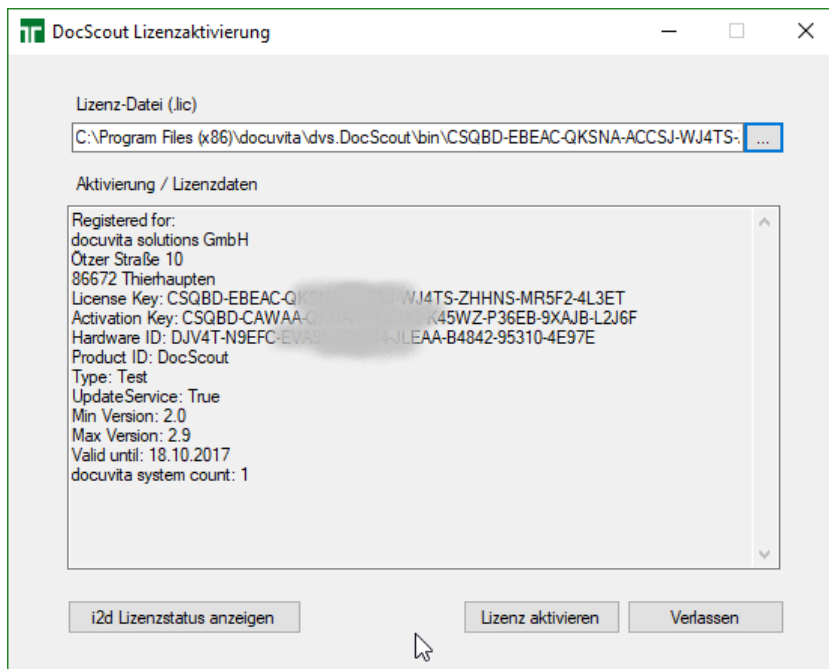 DocScout Lizenzaktivierung
Lizenz-Datei (.lic)
C:\Program Files (x86)\docuvita\dvs.DocScout\bin\CSQBD-EBEAC-QKSNA-ACCSJ-WJ4TS-
...
Aktivierung / Lizenzdaten
Registered for:
docuvita solutions GmbH
Ötzer Straße 10
86672 Thierhaupten
License Key: CSQBD-EBEAC- -WJ4TS-ZHHNS-MR5F2-4L3ET
Activation Key: CSQBD-CAWAA- -K45WZ-P36EB-9XAJB-L2J6F
Hardware ID: DJV4T-N9EFC- -JLEAA-B4842-95310-4E97E
Product ID: DocScout
Type: Test
UpdateService: True
Min Version: 2.0
Max Version: 2.9
Valid until: 18.10.2017
docuvita system count: 1
i2d Lizenzstatus anzeigen
Lizenz aktivieren
Verlassen